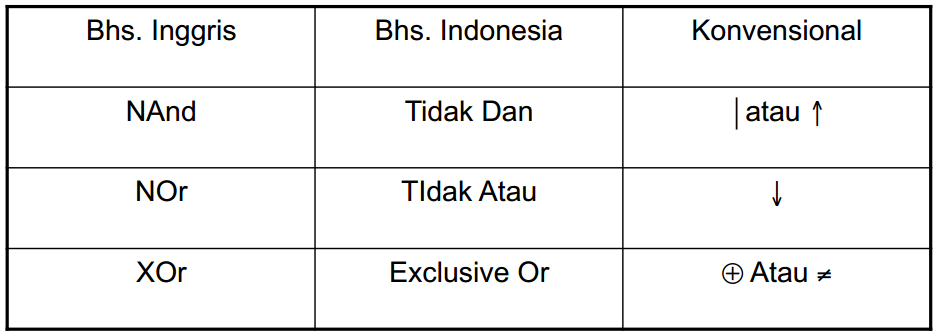 Bhs. Inggris Bhs. Indonesia Konvensional
NAnd Tidak Dan | atau ↑
NOr TIdak Atau ↓
XOr Exclusive Or ⊕ Atau ≠